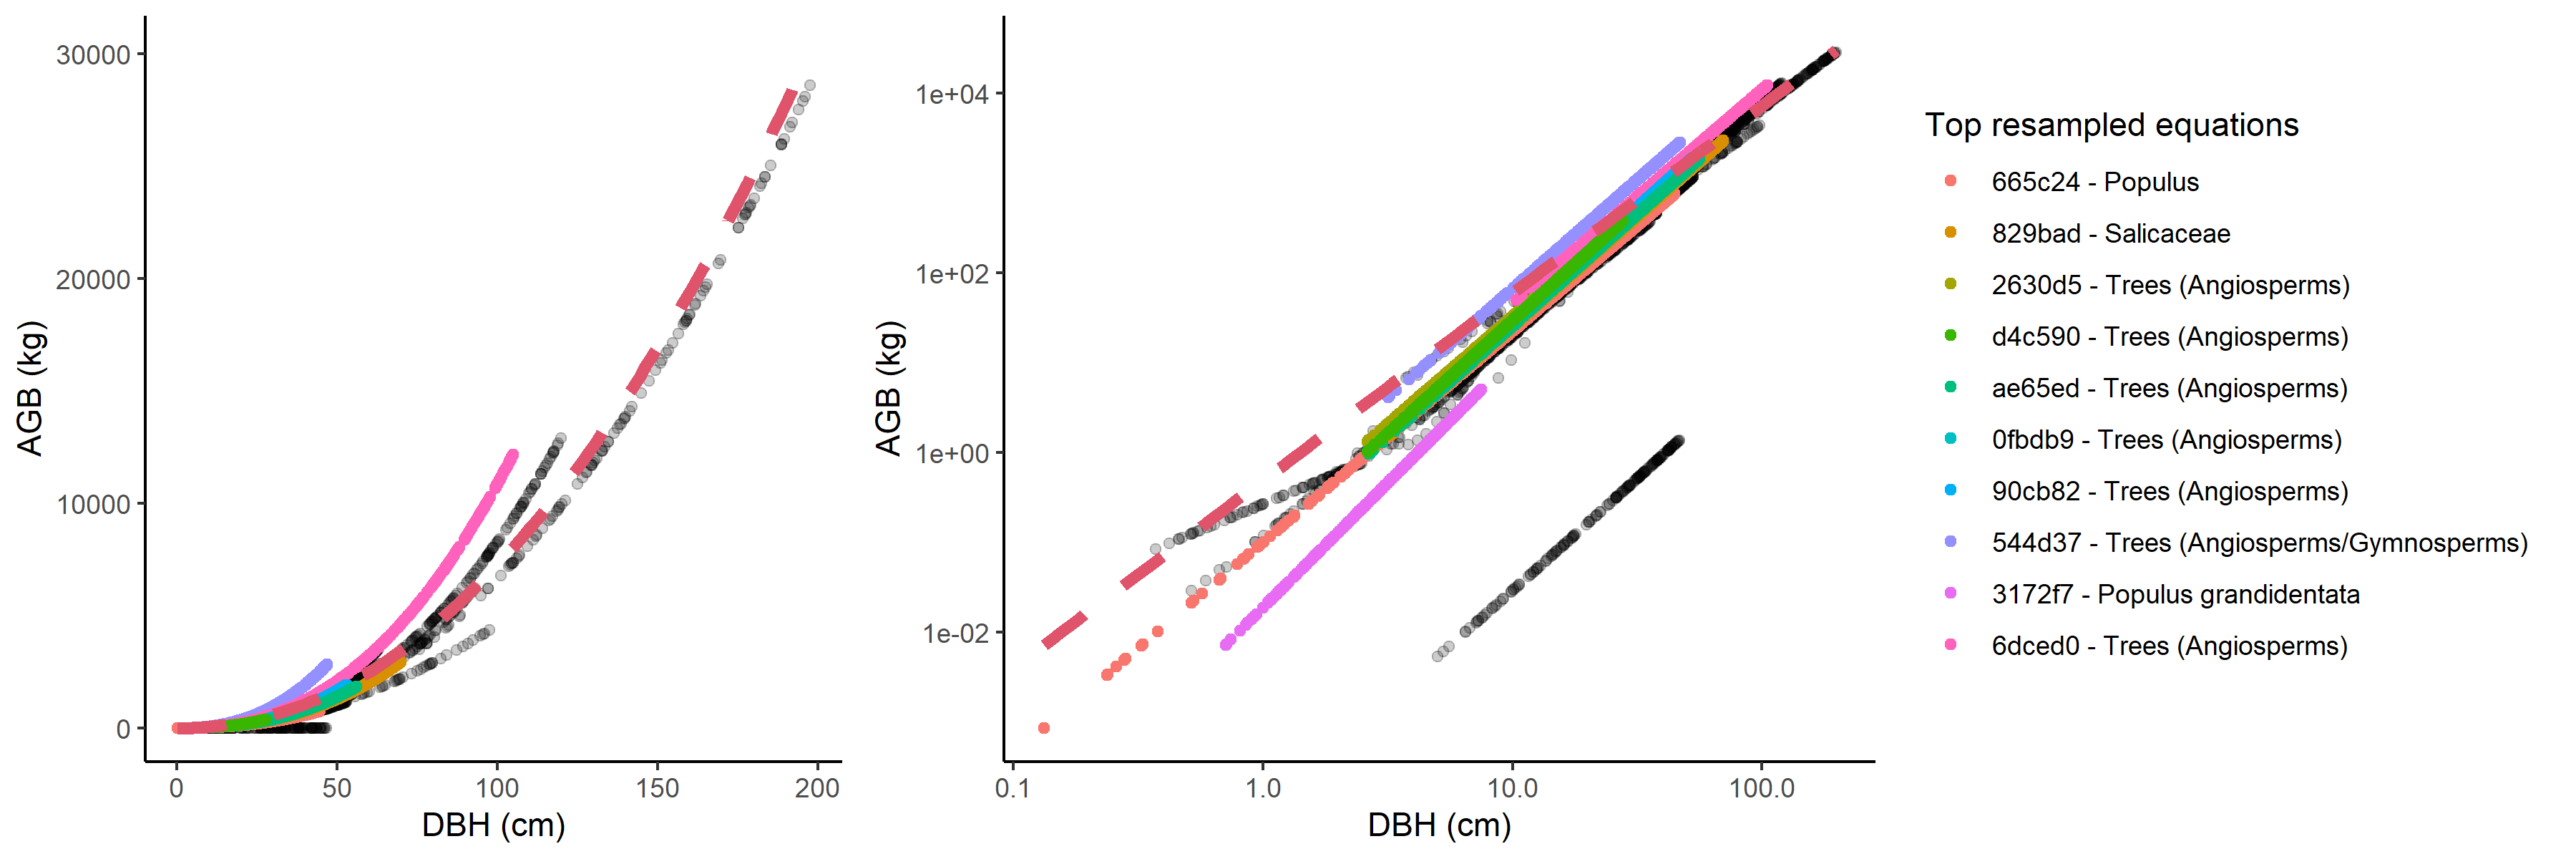 30000
20000
10000
0
AGB (kg)
0 50 100 150 200
DBH (cm)
1e+04
1e+02
1e+00
1e-02
AGB (kg)
0.1 1.0 10.0 100.0
DBH (cm)
Top resampled equations
665c24 - Populus
829bad - Salicaceae
2630d5 - Trees (Angiosperms)
d4c590 - Trees (Angiosperms)
ae65ed - Trees (Angiosperms)
0fbdb9 - Trees (Angiosperms)
90cb82 - Trees (Angiosperms)
544d37 - Trees (Angiosperms/Gymnosperms)
3172f7 - Populus grandidentata
6dced0 - Trees (Angiosperms)